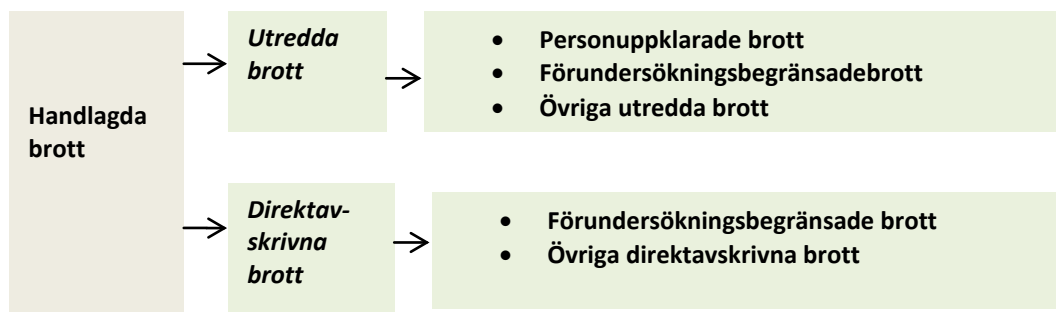 Handlagda
brott
Utredda
brott
• Personuppklarade brott
• Förundersökningsbegränsadebrott
• Övriga utredda brott
Direktav-
skrivna
brott
• Förundersökningsbegränsade brott
• Övriga direktavskrivna brott